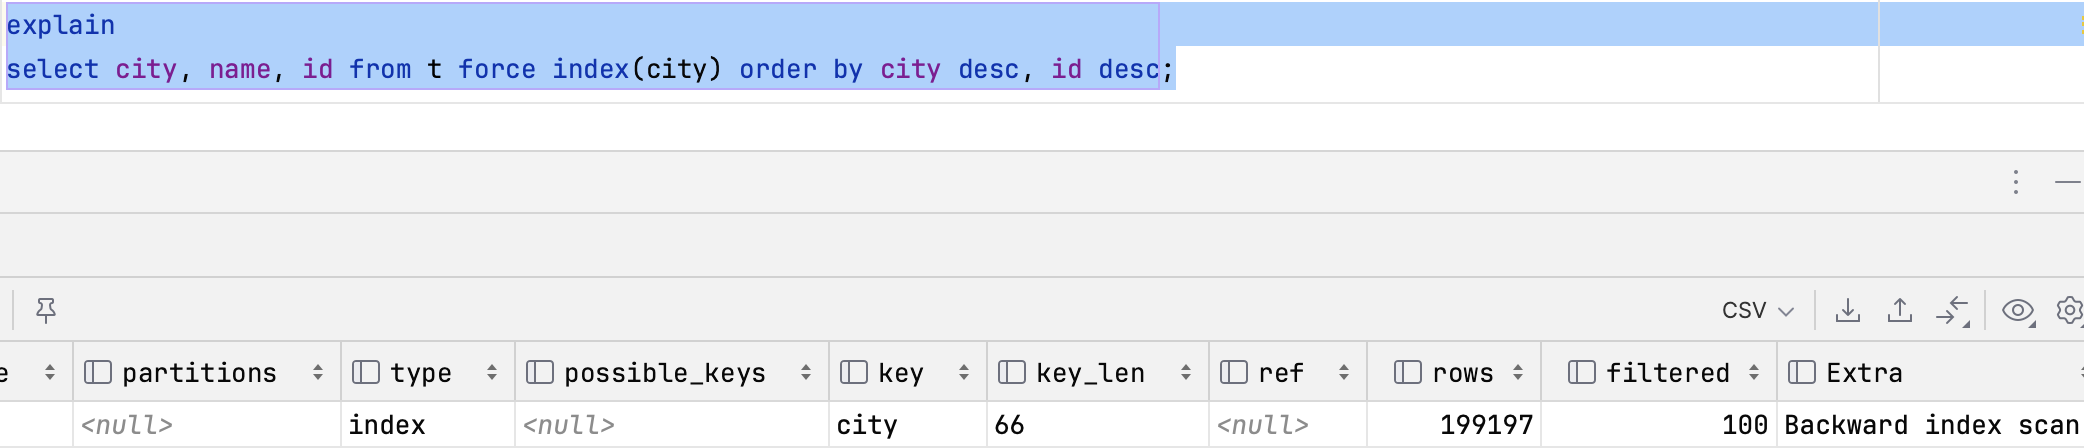 explain
select city, name, id from t force index(city) order by city desc, id desc;
CSV
e partitions type possible_keys key key_len ref rows filtered Extra
<null> index <null> city 66 <null> 199197 100 Backward index scan